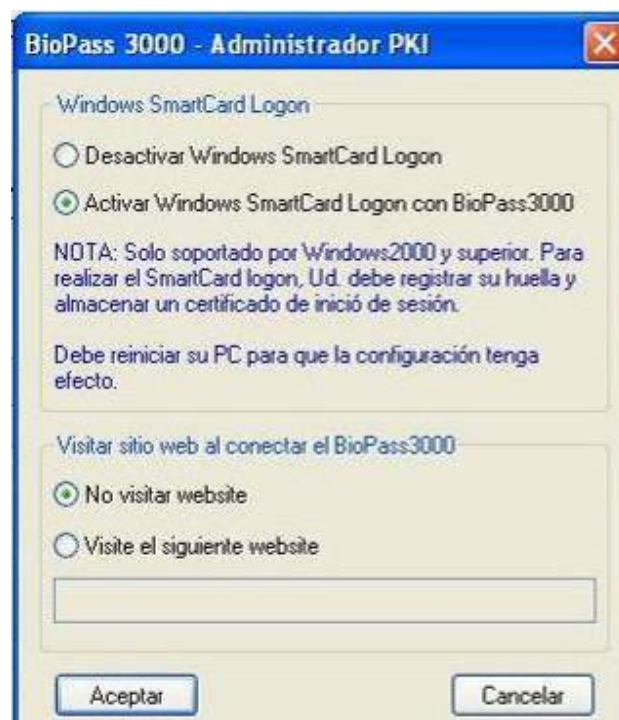 BioPass 3000 - Administrador PKI
Windows SmartCard Logon
Desactivar Windows SmartCard Logon
Activar Windows SmartCard Logon con BioPass3000
NOTA: Solo soportado por Windows2000 y superior. Para
realizar el SmartCard logon, Ud. debe registrar su huella y
almacenar un certificado de inició de sesión.
Debe reiniciar su PC para que la configuración tenga
efecto.
Visitar sitio web al conectar el BioPass3000
No visitar website
Visite el siguiente website
Aceptar
Cancelar